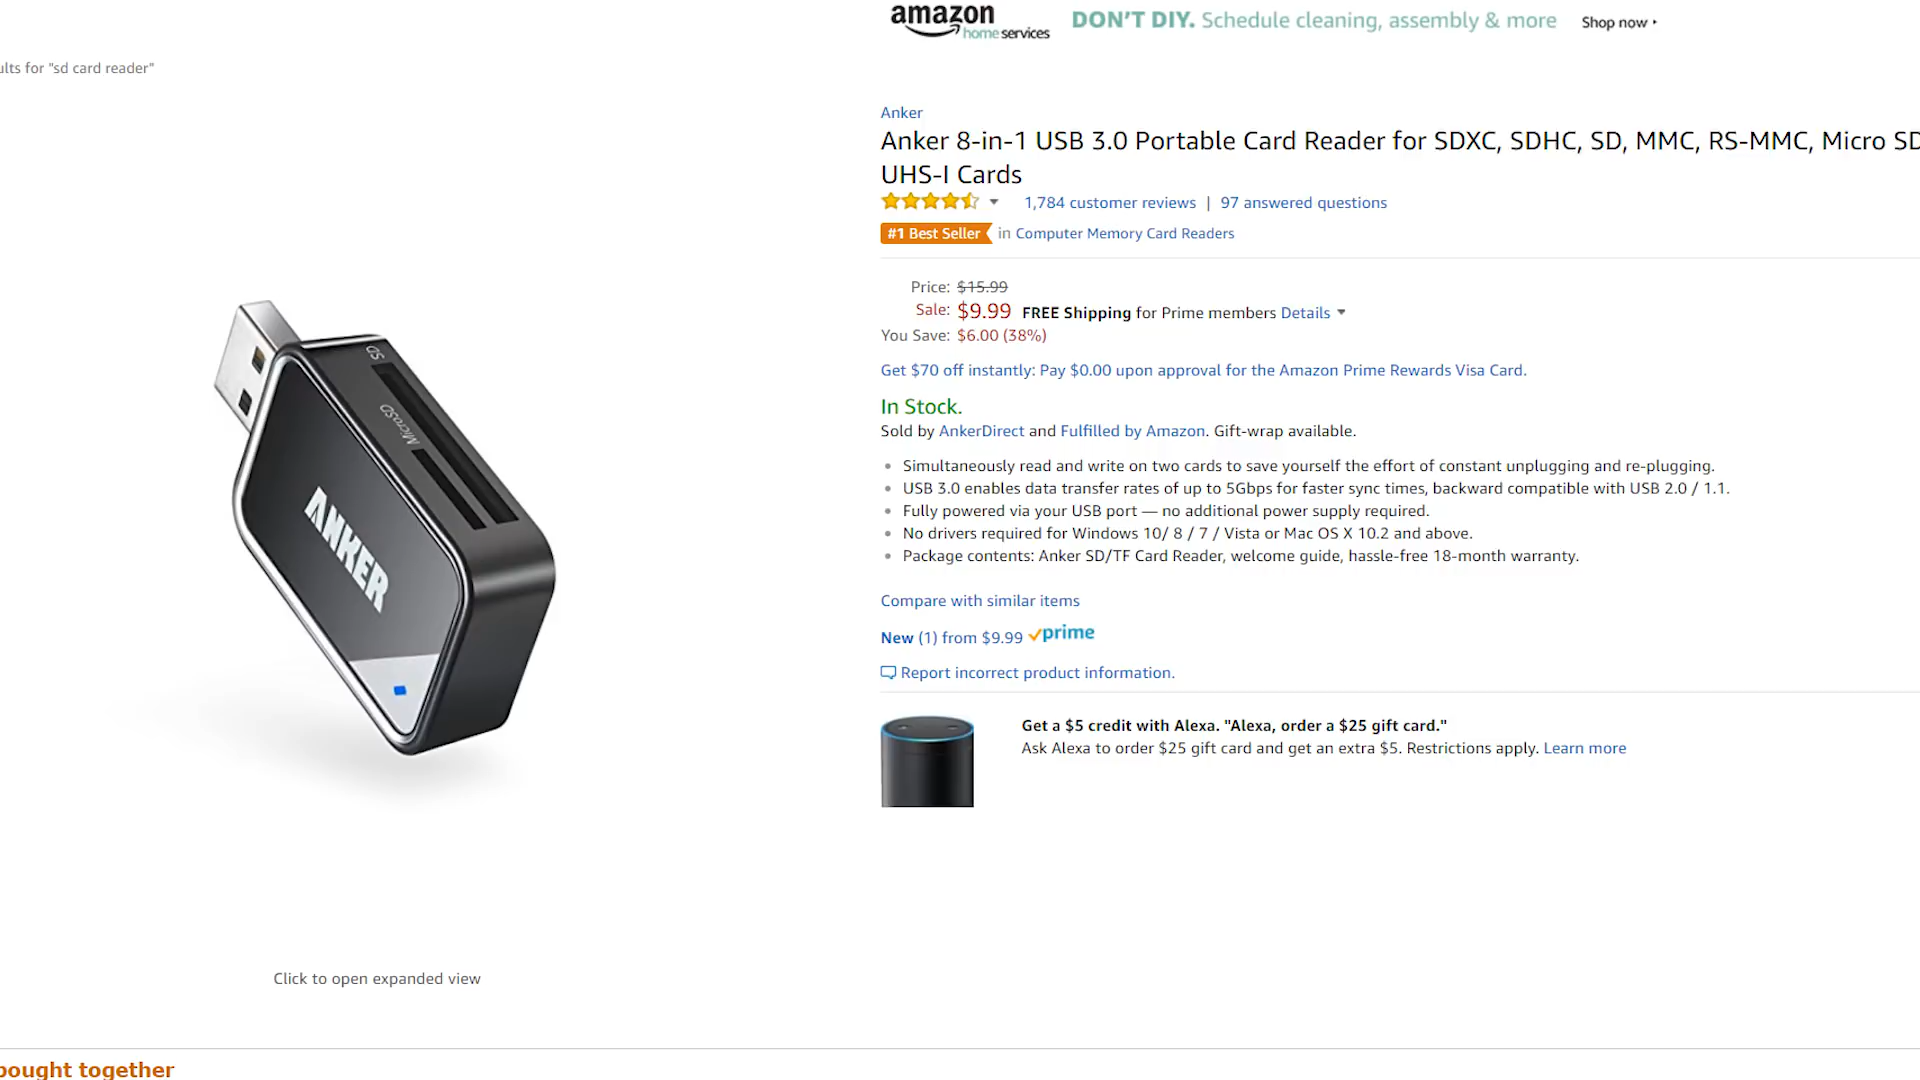 amazon
home services
DON'T DIY. Schedule cleaning, assembly & more Shop now
ults for "sd card reader"
Anker
Anker 8-in-1 USB 3.0 Portable Card Reader for SDXC, SDHC, SD, MMC, RS-MMC, Micro SD
UHS-I Cards
1,784 customer reviews | 97 answered questions
#1 Best Seller in Computer Memory Card Readers
Price: $15.99
Sale: $9.99 FREE Shipping for Prime members Details
You Save: $6.00 (38%)
Get $70 off instantly: Pay $0.00 upon approval for the Amazon Prime Rewards Visa Card.
In Stock.
Sold by AnkerDirect and Fulfilled by Amazon. Gift-wrap available.
Simultaneously read and write on two cards to save yourself the effort of constant unplugging and re-plugging.
USB 3.0 enables data transfer rates of up to 5Gbps for faster sync times, backward compatible with USB 2.0 / 1.1.
Fully powered via your USB port — no additional power supply required.
No drivers required for Windows 10/ 8 / 7 / Vista or Mac OS X 10.2 and above.
Package contents: Anker SD/TF Card Reader, welcome guide, hassle-free 18-month warranty.
Compare with similar items
New (1) from $9.99 prime
Report incorrect product information.
Get a $5 credit with Alexa. "Alexa, order a $25 gift card."
Ask Alexa to order $25 gift card and get an extra $5. Restrictions apply. Learn more
SD
MicroSD
ANKER
Click to open expanded view
bought together